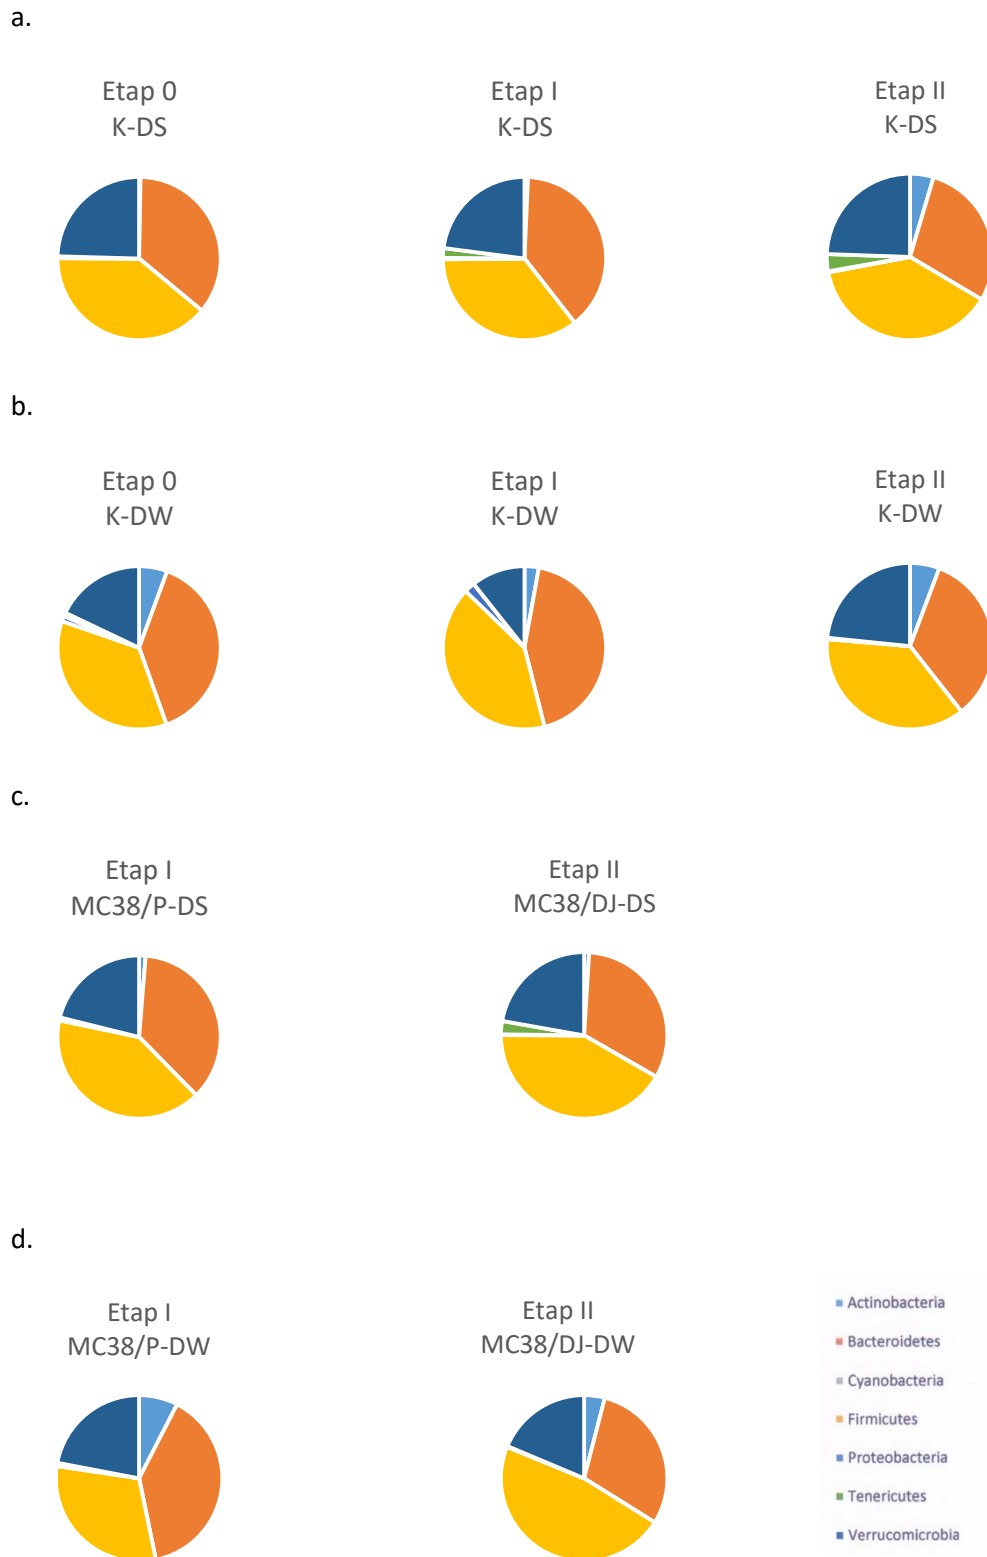 a.
Etap 0
K-DS
Etap I
K-DS
Etap II
K-DS
b.
Etap 0
K-DW
Etap I
K-DW
Etap II
K-DW
c.
Etap I
MC38/P-DS
Etap II
MC38/DJ-DS
d.
Etap I
MC38/P-DW
Etap II
MC38/DJ-DW
Actinobacteria
Bacteroidetes
Cyanobacteria
Firmicutes
Proteobacteria
Tenericutes
Verrucomicrobia